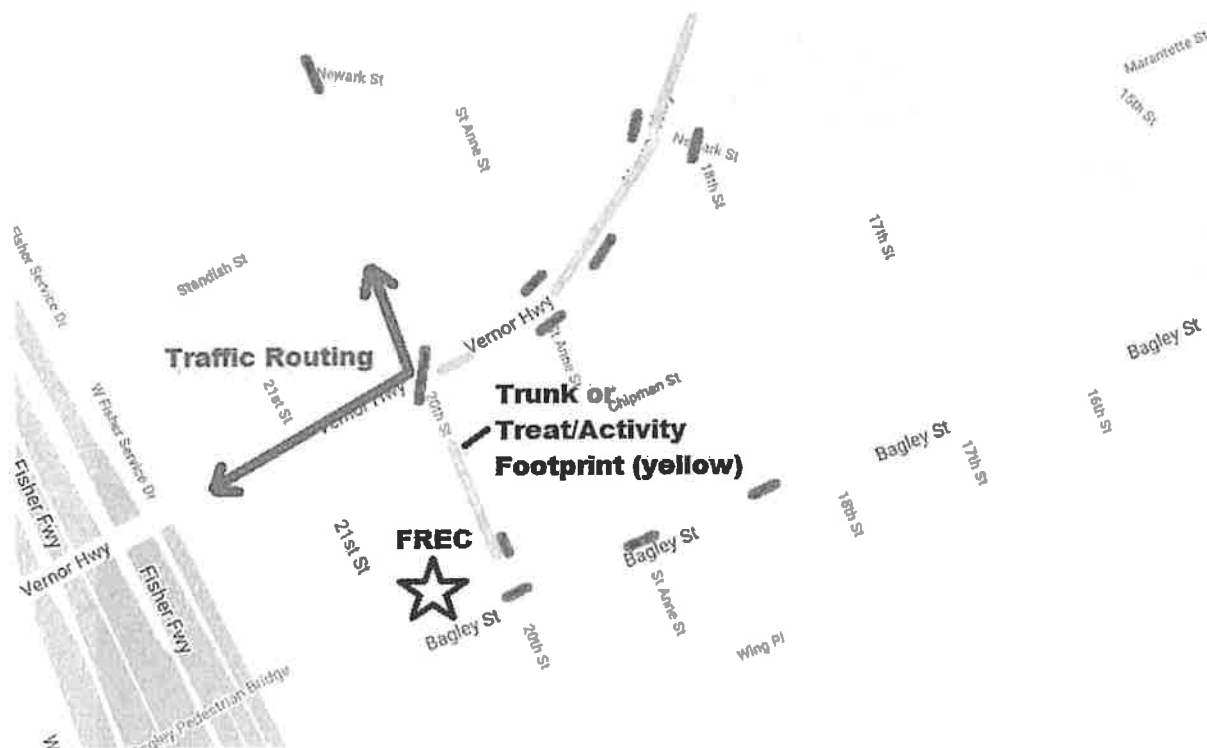 Marantette St
15th St
Newark St
St Anne St
Newark St
18th St
17th St
Fisher Service Dr
Standish St
Vernor Hwy
Traffic Routing
St Anne St
Chipman St
Bagley St
W Fisher Service Dr
21st St
Vernor Hwy
20th St
Trunk or
Treat/Activity
Footprint (yellow)
16th St
Bagley St
17th St
18th St
Fisher Fwy
Vernor Hwy
Fisher Fwy
21st St
FREC
Bagley St
St Anne St
Bagley St
20th St
Wing Pl
Bagley Pedestrian Bridge
W